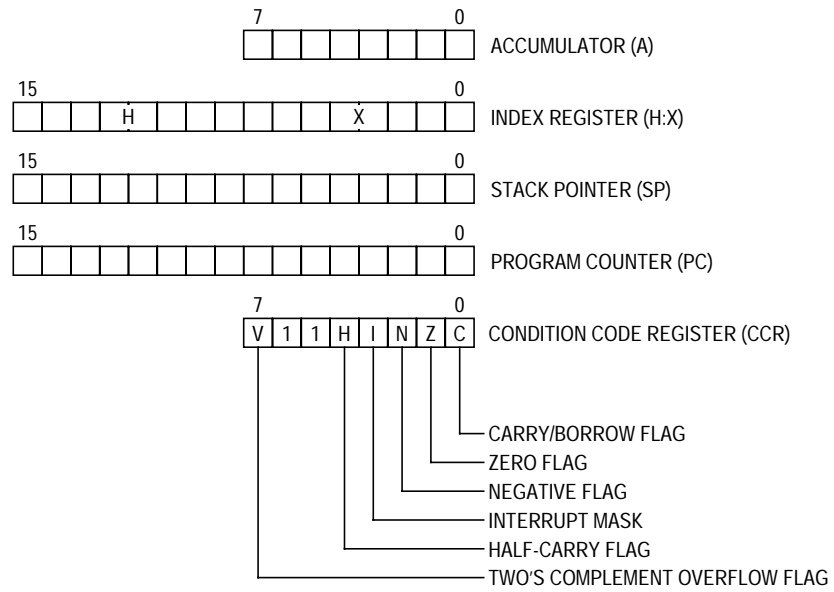 7 0
ACCUMULATOR (A)
15 0
H X
INDEX REGISTER (H:X)
15 0
STACK POINTER (SP)
15 0
PROGRAM COUNTER (PC)
7 0
V 1 1 H I N Z C
CONDITION CODE REGISTER (CCR)
CARRY/BORROW FLAG
ZERO FLAG
NEGATIVE FLAG
INTERRUPT MASK
HALF-CARRY FLAG
TWO'S COMPLEMENT OVERFLOW FLAG